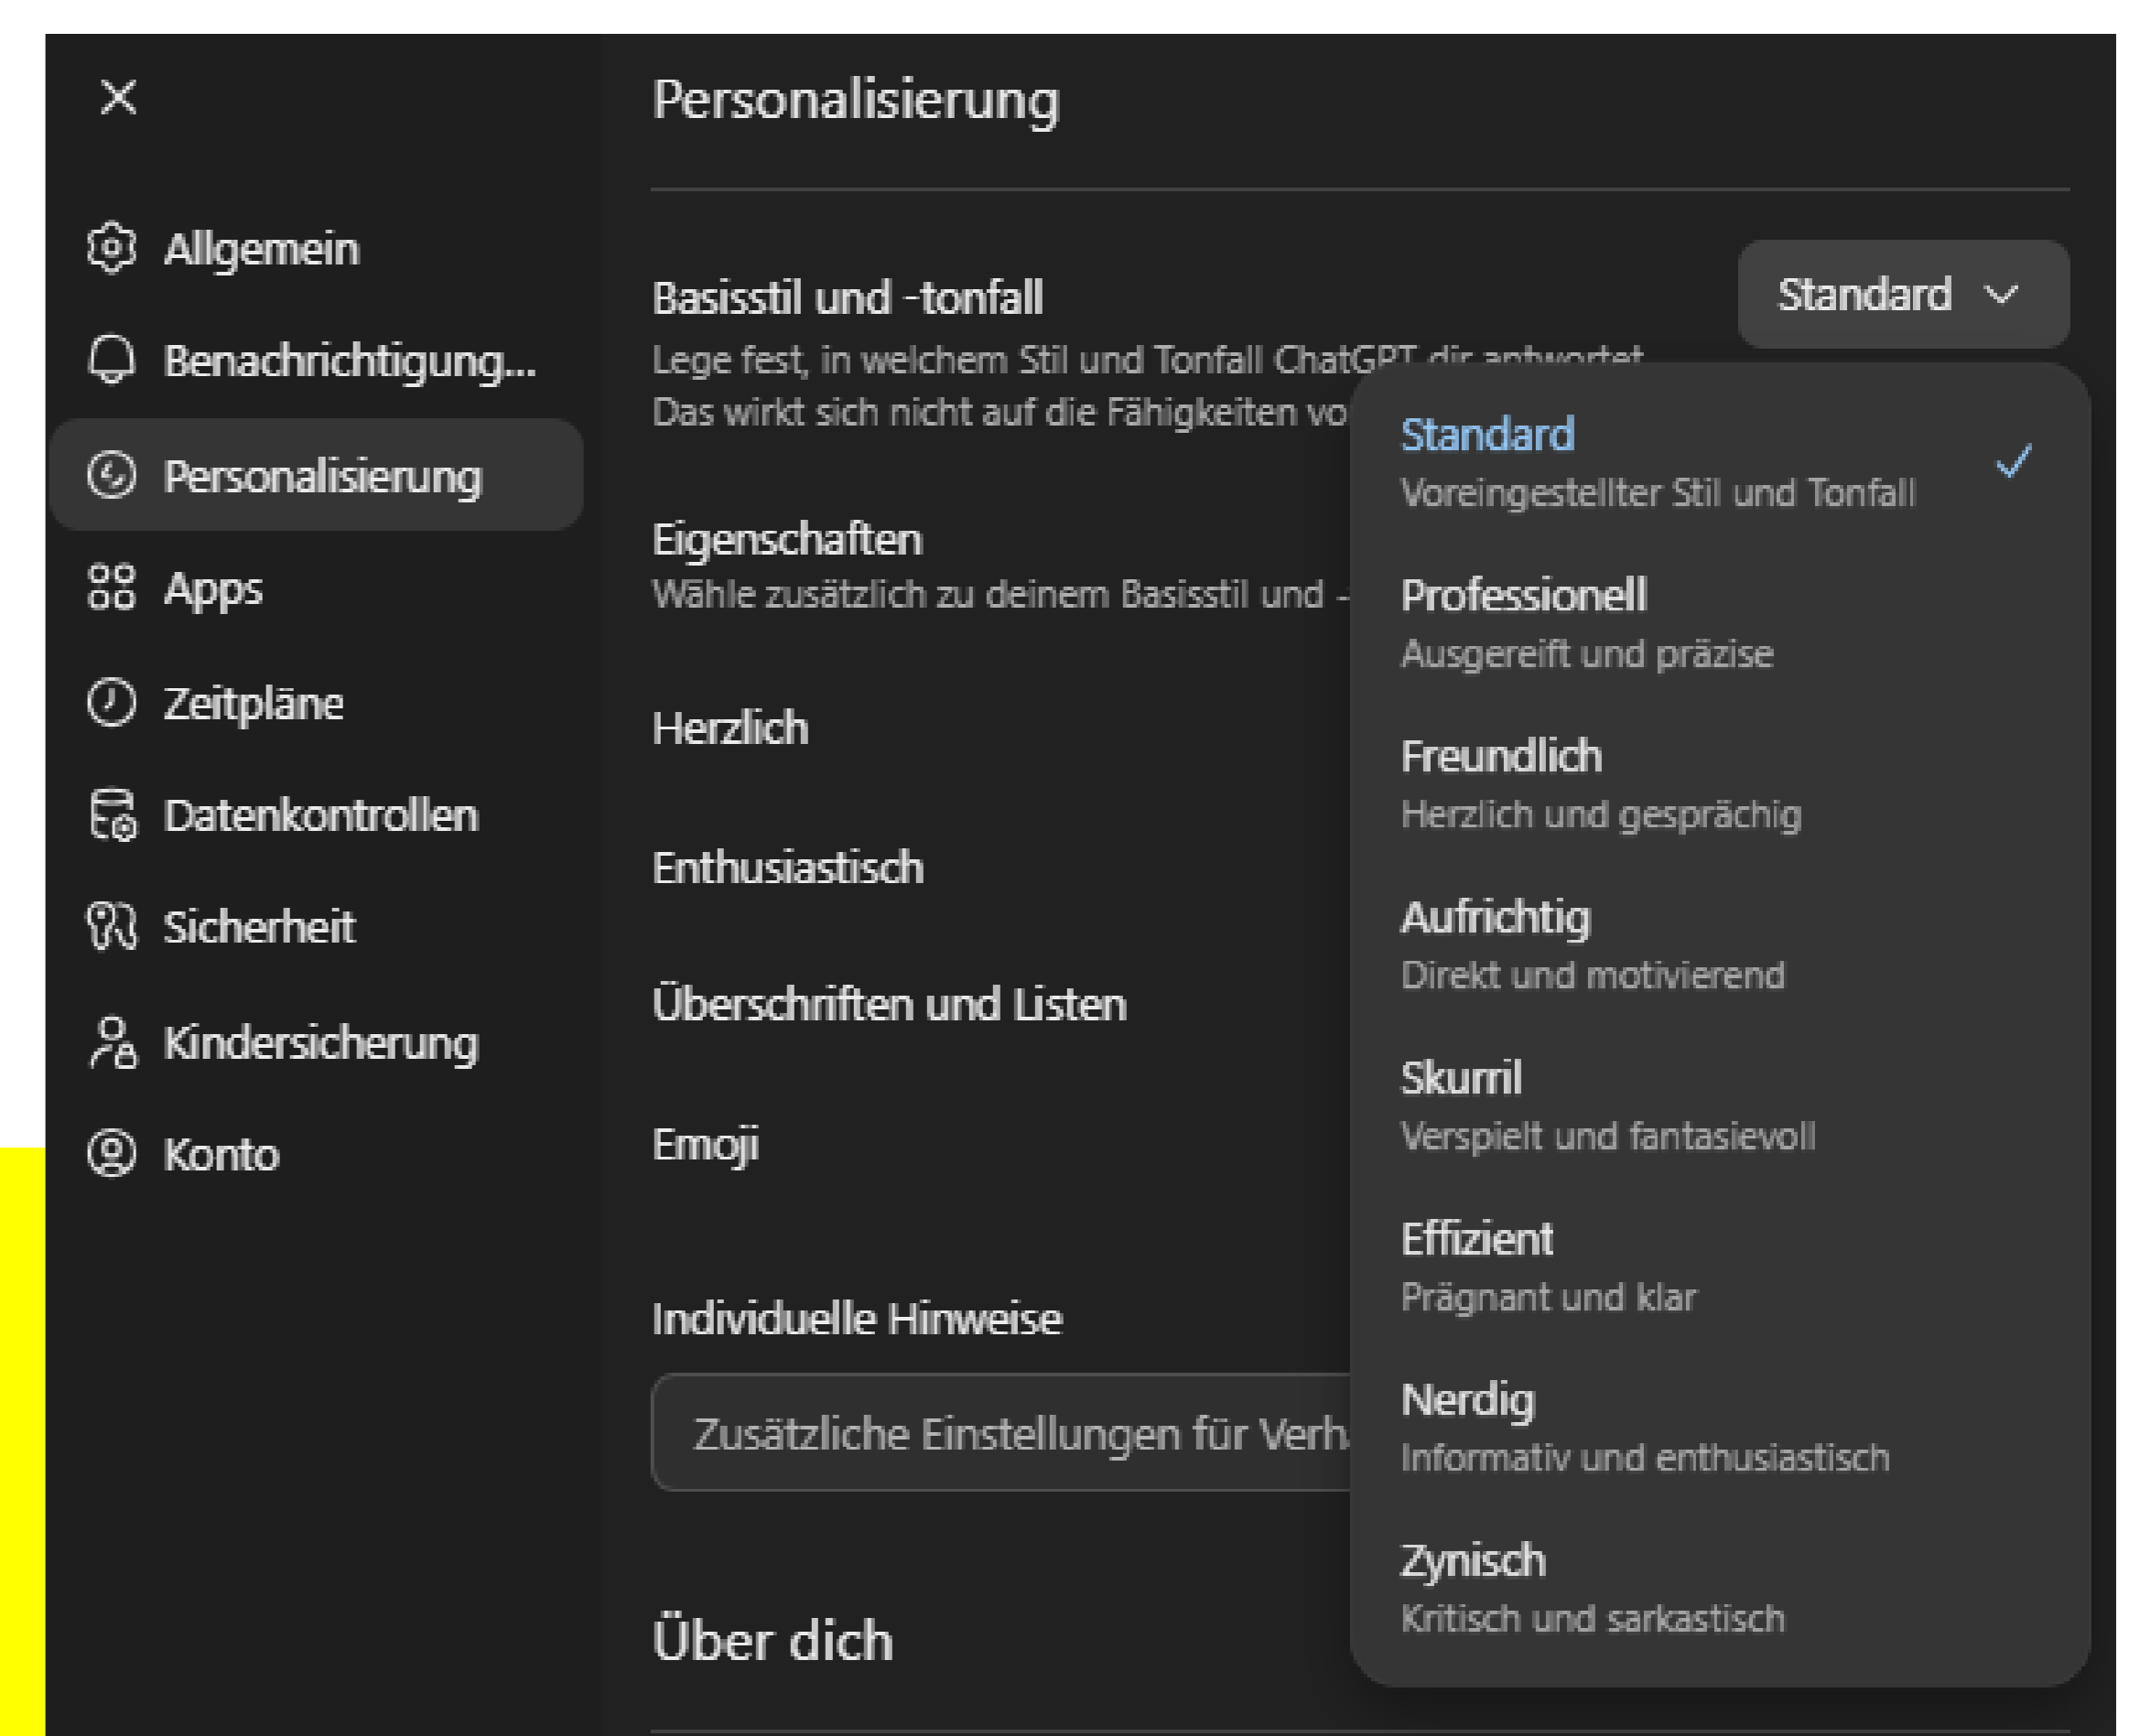 Personalisierung
Allgemein
Benachrichtigung...
Personalisierung
Apps
Zeitpläne
Datenkontrollen
Sicherheit
Kindersicherung
Konto
Basisstil und -tonfall
Standard
Lege fest, in welchem Stil und Tonfall ChatGPT dir antwortet.
Das wirkt sich nicht auf die Fähigkeiten
Eigenschaften
Wähle zusätzlich zu deinem Basisstil und
Herzlich
Enthusiastisch
Überschriften und Listen
Emoji
Individuelle Hinweise
Zusätzliche Einstellungen für
Über dich
Standard
Voreingestellter Stil und Tonfall
Professionell
Ausgereift und präzise
Freundlich
Herzlich und gesprächig
Aufrichtig
Direkt und motivierend
Skurril
Verspielt und fantasievoll
Effizient
Prägnant und klar
Nerdig
Informativ und enthusiastisch
Zynisch
Kritisch und sarkastisch